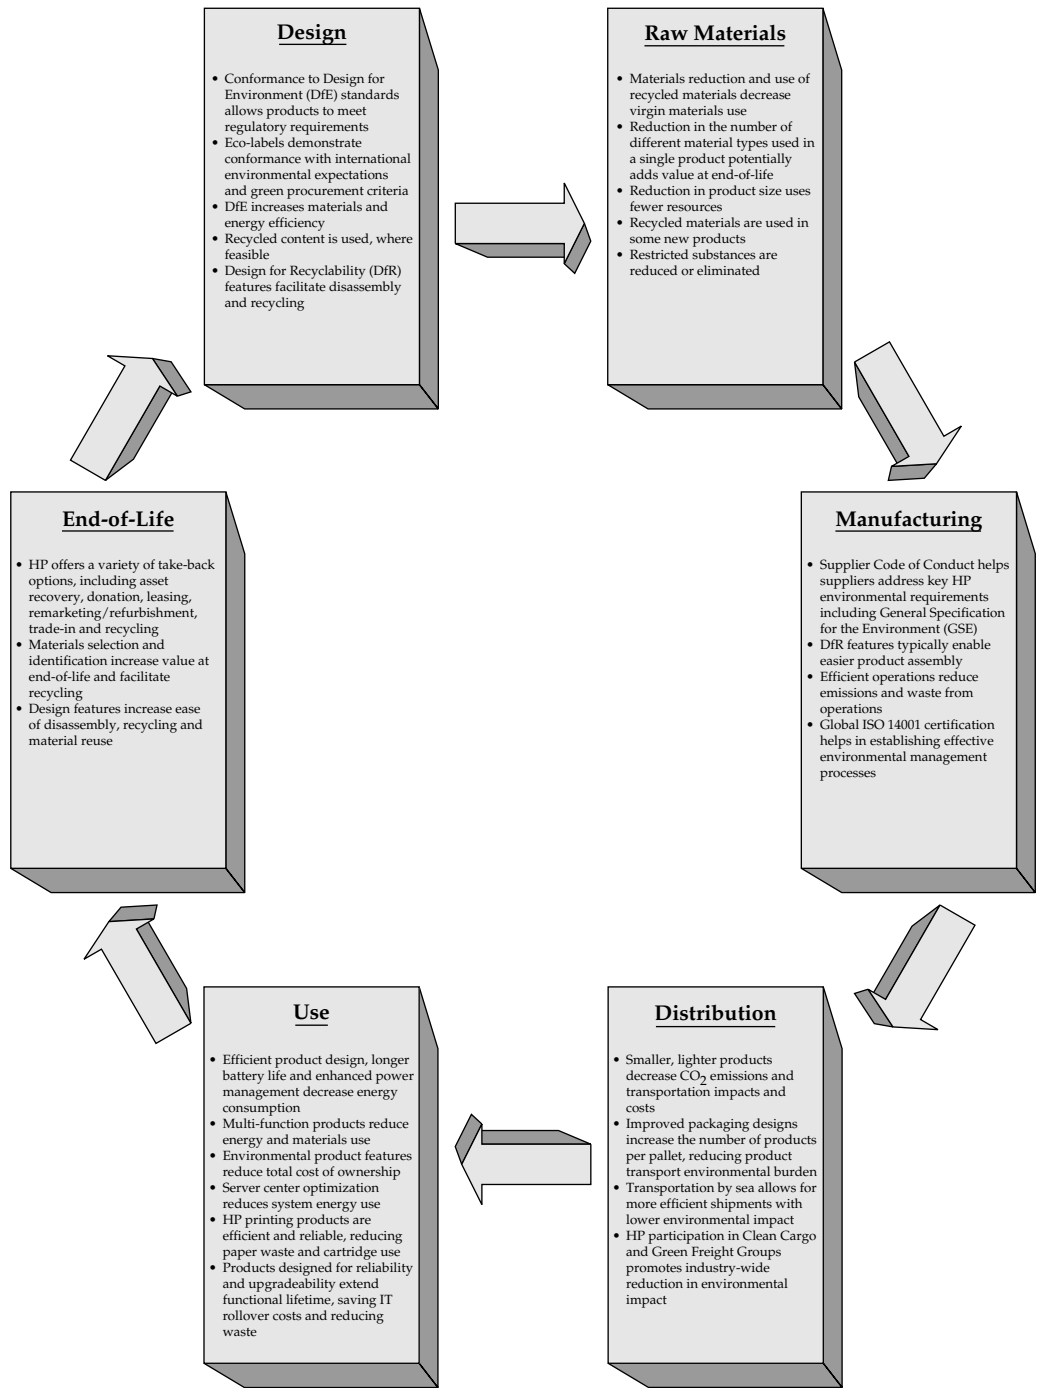 Design
• Conformance to Design for
Environment (DfE) standards
allows products to meet
regulatory requirements
• Eco-labels demonstrate
conformance with international
environmental expectations
and green procurement criteria
• DfE increases materials and
energy efficiency
• Recycled content is used, where
feasible
• Design for Recyclability (DfR)
features facilitate disassembly
and recycling
Raw Materials
• Materials reduction and use of
recycled materials decrease
virgin materials use
• Reduction in the number of
different material types used in
a single product potentially
adds value at end-of-life
• Reduction in product size uses
fewer resources
• Recycled materials are used in
some new products
• Restricted substances are
reduced or eliminated
Manufacturing
• Supplier Code of Conduct helps
suppliers address key HP
environmental requirements
including General Specification
for the Environment (GSE)
• DfR features typically enable
easier product assembly
• Efficient operations reduce
emissions and waste from
operations
• Global ISO 14001 certification
helps in establishing effective
environmental management
processes
Distribution
• Smaller, lighter products
decrease CO2 emissions and
transportation impacts and
costs
• Improved packaging designs
increase the number of products
per pallet, reducing product
transport environmental burden
• Transportation by sea allows for
more efficient shipments with
lower environmental impact
• HP participation in Clean Cargo
and Green Freight Groups
promotes industry-wide
reduction in environmental
impact
Use
• Efficient product design, longer
battery life and enhanced power
management decrease energy
consumption
• Multi-function products reduce
energy and materials use
• Environmental product features
reduce total cost of ownership
• Server center optimization
reduces system energy use
• HP printing products are
efficient and reliable, reducing
paper waste and cartridge use
• Products designed for reliability
and upgradeability extend
functional lifetime, saving IT
rollover costs and reducing
waste
End-of-Life
• HP offers a variety of take-back
options, including asset
recovery, donation, leasing,
remarketing/refurbishment,
trade-in and recycling
• Materials selection and
identification increase value at
end-of-life and facilitate
recycling
• Design features increase ease
of disassembly, recycling and
material reuse